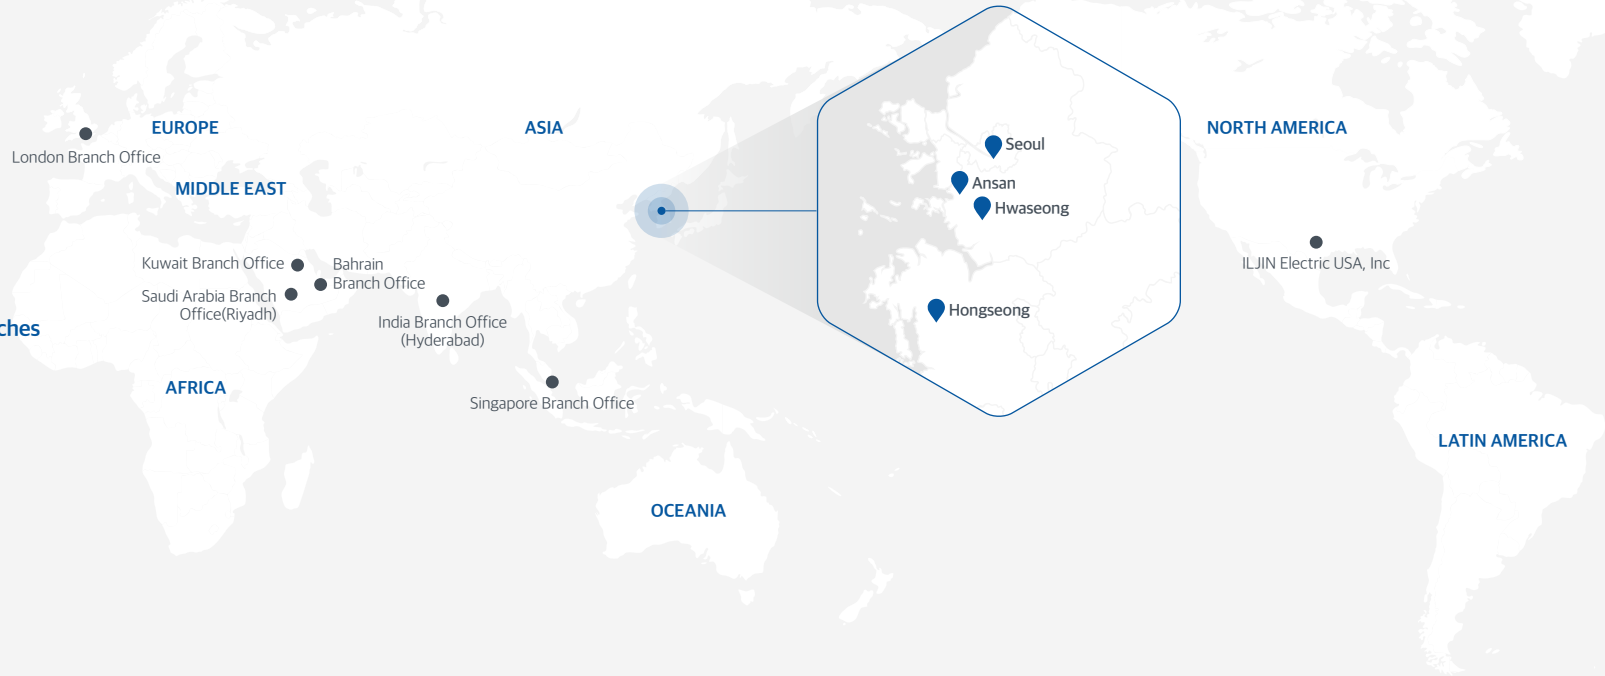 EUROPE
London Branch Office
MIDDLE EAST
Kuwait Branch Office
Saudi Arabia Branch
Office(Riyadh)
Bahrain
Branch Office
India Branch Office
(Hyderabad)
ches
AFRICA
Singapore Branch Office
ASIA
Seoul
Ansan
Hwaseong
Hongseong
OCEANIA
NORTH AMERICA
ILJIN Electric USA, Inc
LATIN AMERICA